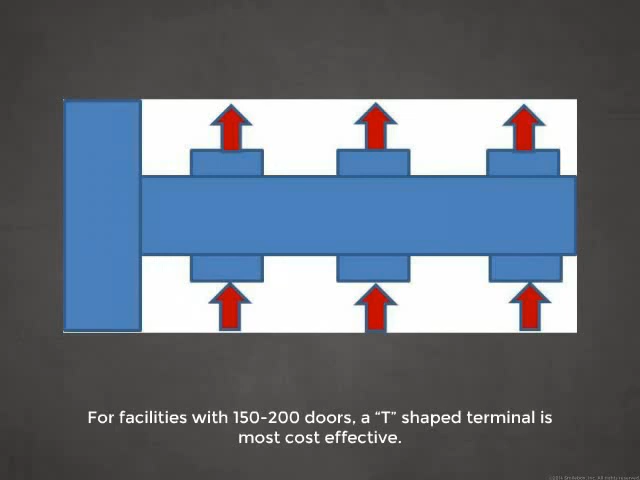 For facilities with 150-200 doors, a “T” shaped terminal is
most cost effective.